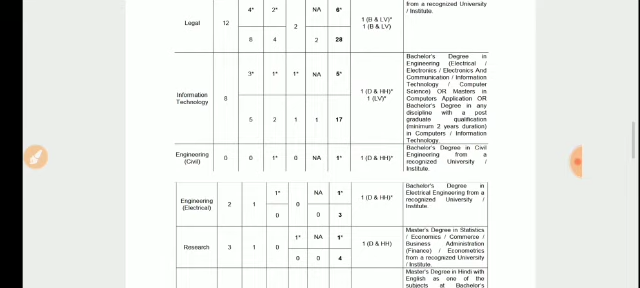 from a recognized University
/ Institute.
Legal 12 4* 2* 2 NA 6* 1 (B & LV)*
1 (B & LV)
8 4 2 28
Information
Technology 8 3* 1* 1* NA 5* 1 (D & HH)*
1 (LV)*
5 2 1 1 17
Bachelor's Degree in
Engineering (Electrical /
Electronics / Electronics And
Communication / Information
Technology / Computer
Science) OR Masters in
Computers Application OR
Bachelor's Degree in any
discipline with a post
graduate qualification
(minimum 2 years duration)
in Computers / Information
Technology.
Engineering
(Civil) 0 0 1* 0 NA 1* 1 (D & HH)*
Bachelor's Degree in Civil
Engineering from a
recognized University /
Institute.
Engineering
(Electrical) 2 1 1* 0 NA 1* 1 (D & HH)*
0 0 3
Bachelor's Degree in
Electrical Engineering from a
recognized University /
Institute.
Research 3 1 0 1* NA 1* 1 (D & HH)
0 0 4
Master's Degree in Statistics
/ Economics / Commerce /
Business Administration
(Finance) / Econometrics
from a recognized University
/ Institute.
Master's Degree in Hindi with
English as one of the
subjects at Bachelor's